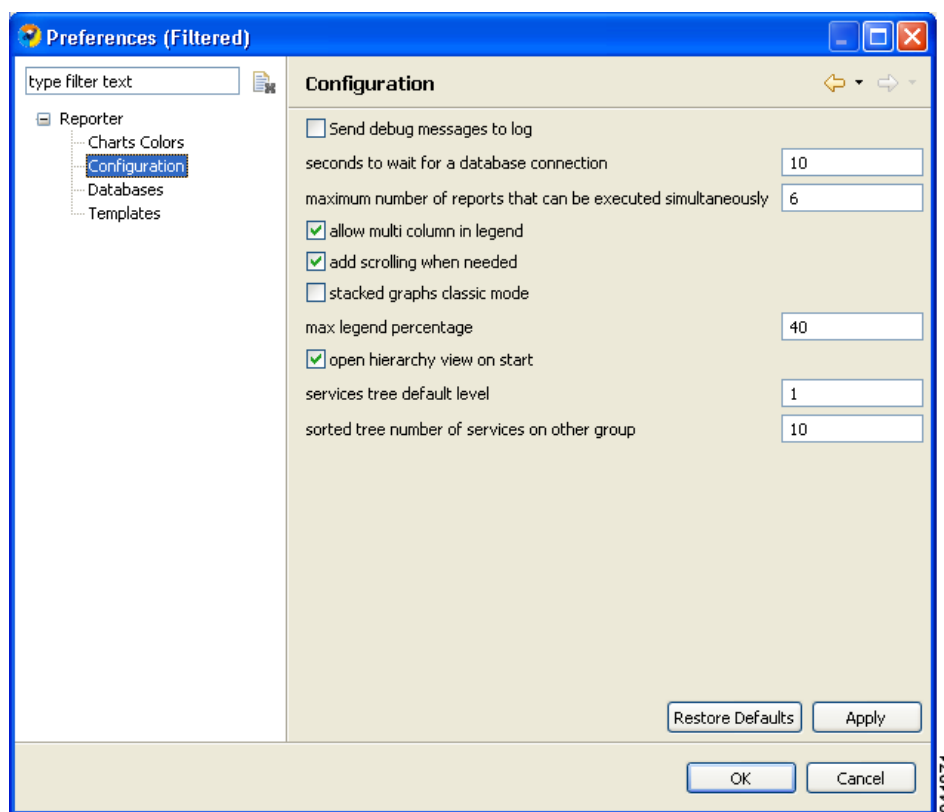 Preferences (Filtered)
type filter text
Reporter
Charts Colors
Configuration
Databases
Templates
Configuration
Send debug messages to log
seconds to wait for a database connection 10
maximum number of reports that can be executed simultaneously 6
allow multi column in legend
add scrolling when needed
stacked graphs classic mode
max legend percentage 40
open hierarchy view on start
services tree default level 1
sorted tree number of services on other group 10
Restore Defaults Apply
OK Cancel